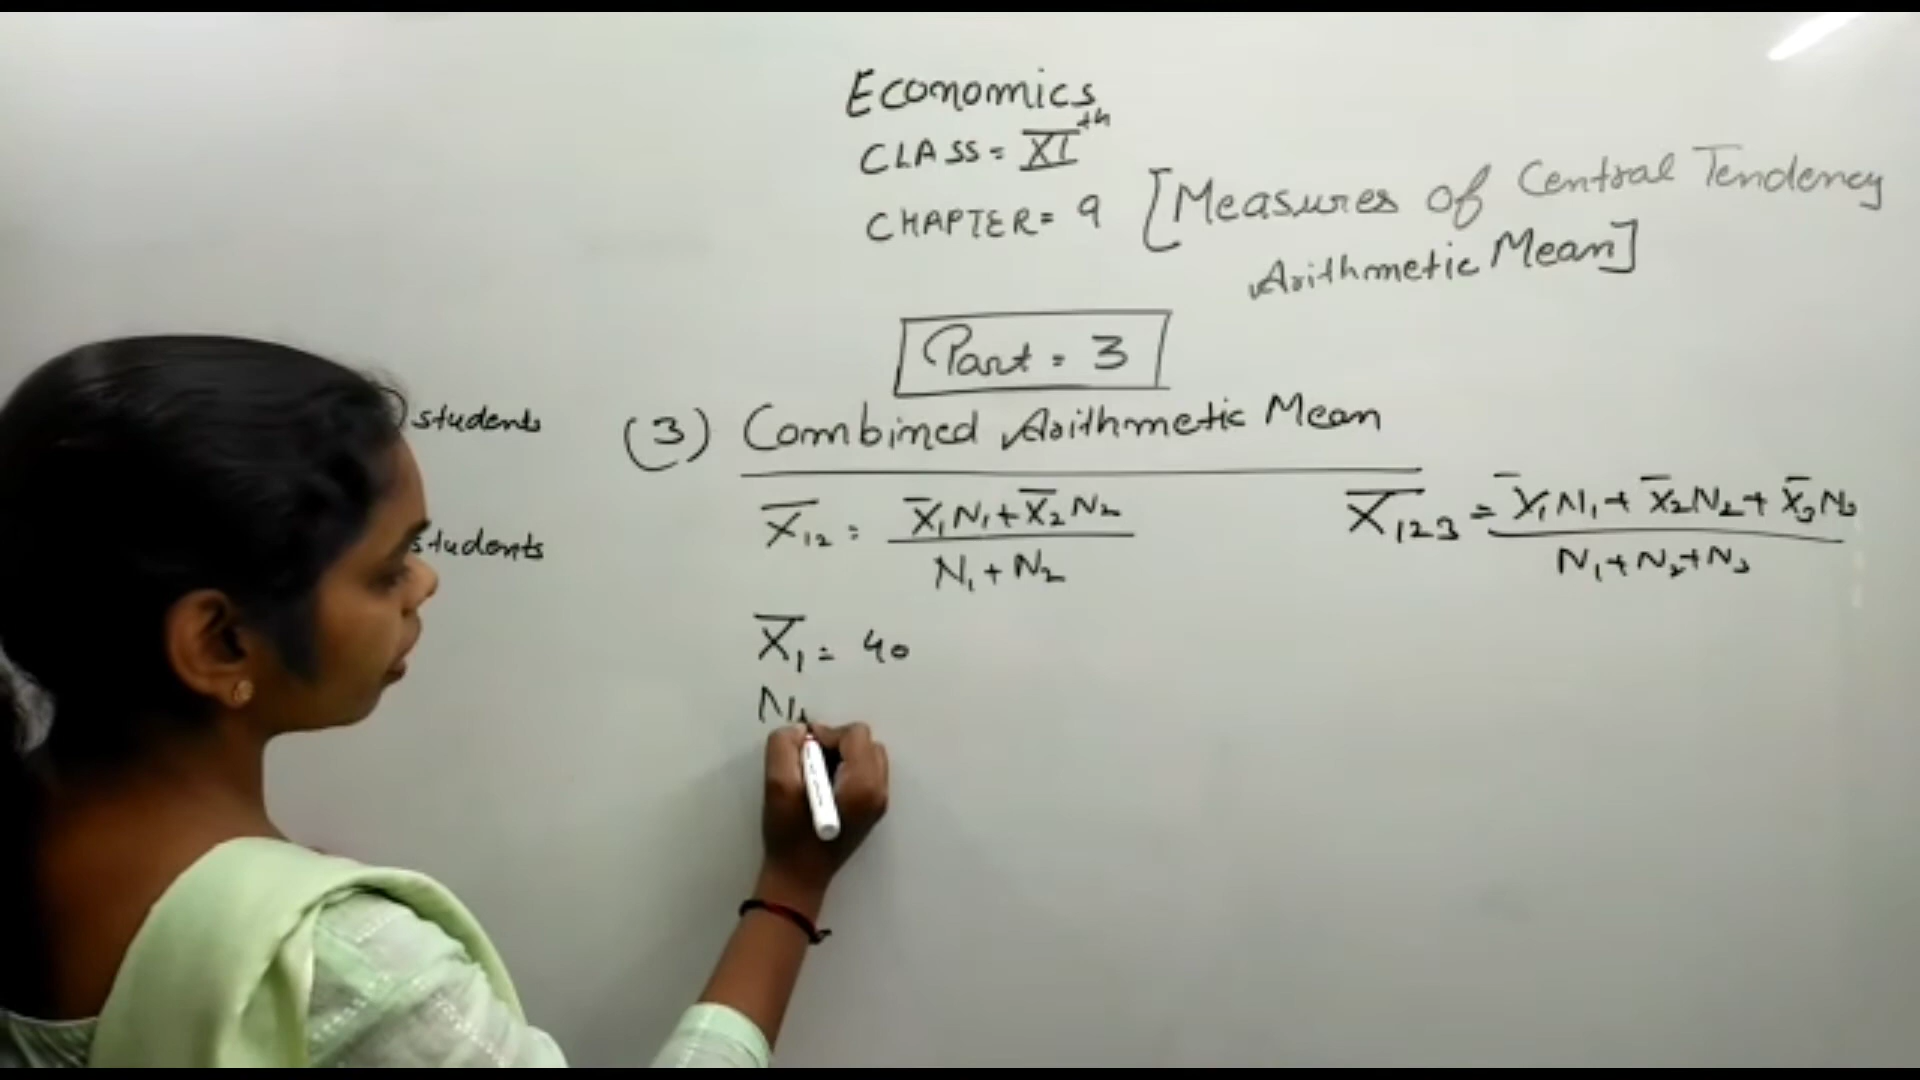 Economics
CLASS = XIth
CHAPTER = 9 [Measures of Central Tendency
Arithmetic Mean]
Part = 3
students
(3) Combined Arithmetic Mean
students
X̄₁₂ = X̄₁N₁ + X̄₂N₂ / N₁ + N₂
X̄₁₂₃ = X̄₁N₁ + X̄₂N₂ + X̄₃N₃ / N₁ + N₂ + N₃
X̄₁ = 40
N₁